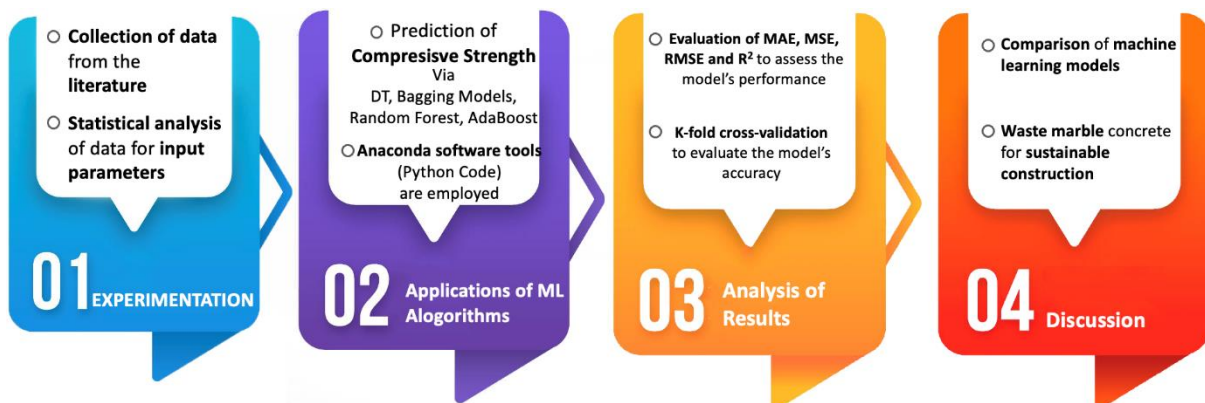 ○ Collection of data
from the
literature
○ Statistical analysis
of data for input
parameters
01 EXPERIMENTATION
○ Prediction of
Compresisve Strength
Via
DT, Bagging Models,
Random Forest, AdaBoost
○ Anaconda software tools
(Python Code)
are employed
02
Applications of ML
Alogorithms
○ Evaluation of MAE, MSE,
RMSE and R² to assess the
model’s performance
○ K-fold cross-validation
to evaluate the model’s
accuracy
03
Analysis of
Results
○ Comparison of machine
learning models
○ Waste marble concrete
for sustainable
construction
04 Discussion